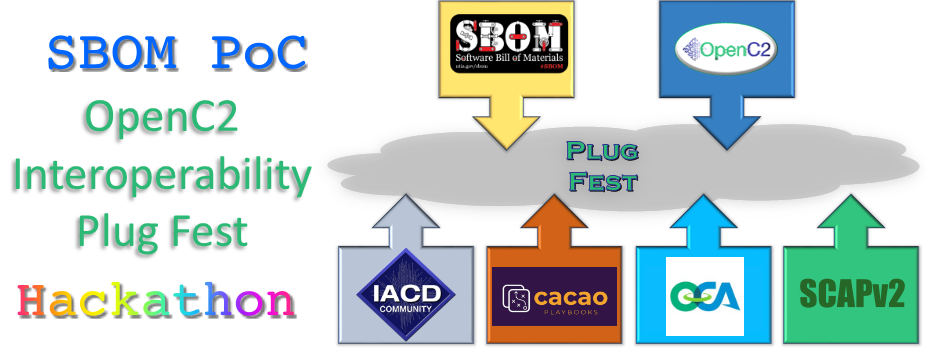 SBOM PoC
OpenC2
Interoperability
Plug Fest
Hackathon
SBOM
Software Bill of Materials
ntia.gov/sbom #SBOM
OpenC2
PLUG
FEST
IACD
COMMUNITY
cacao
PLAYBOOKS
OCA
SCAPv2